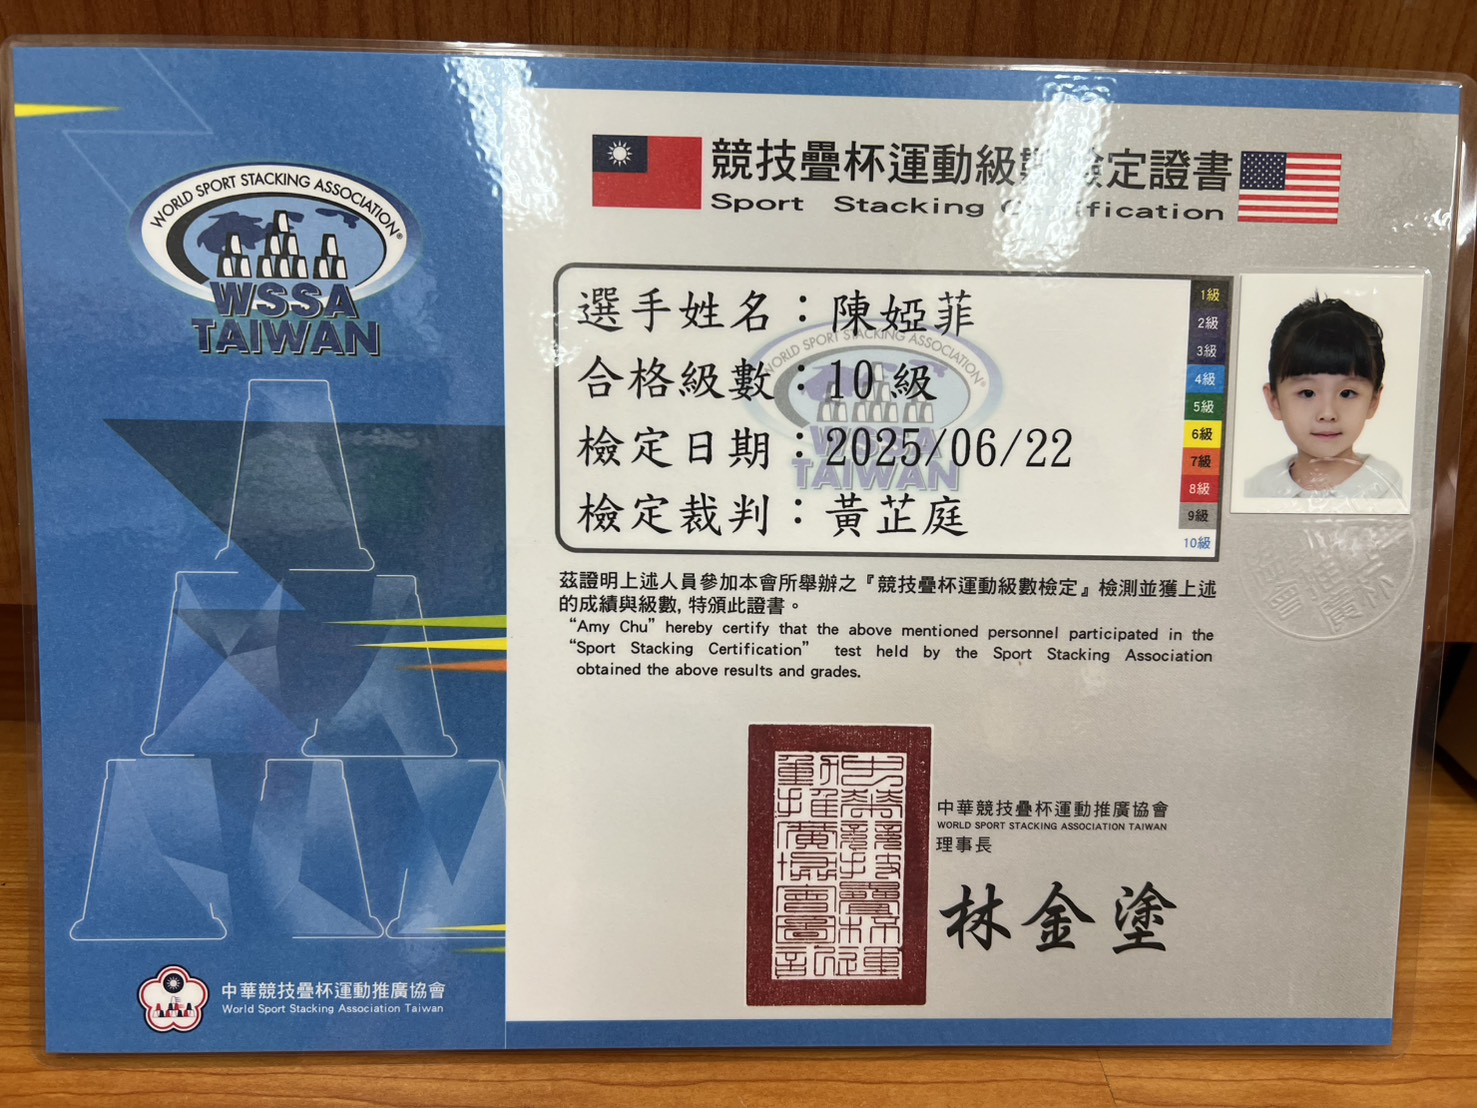 WORLD SPORT STACKING ASSOCIATION®
WSSA
TAIWAN
競技疊杯運動級 檢定證書
Sport Stacking Certification
選手姓名：陳婭菲
合格級數：10級
檢定日期：2025/06/22
檢定裁判：黃芷庭
WORLD SPORT STACKING ASSOCIATION®
WSSA
TAIWAN
1級
2級
3級
4級
5級
6級
7級
8級
9級
10級
茲證明上述人員參加本會所舉辦之『競技疊杯運動級數檢定』檢測並獲上述
的成績與級數, 特頒此證書。
“Amy Chu” hereby certify that the above mentioned personnel participated in the
“Sport Stacking Certification” test held by the Sport Stacking Association
obtained the above results and grades.
中華競技疊杯運動推廣協會
WORLD SPORT STACKING ASSOCIATION TAIWAN
理事長
林金塗
中華競技疊杯運動推廣協會
World Sport Stacking Association Taiwan